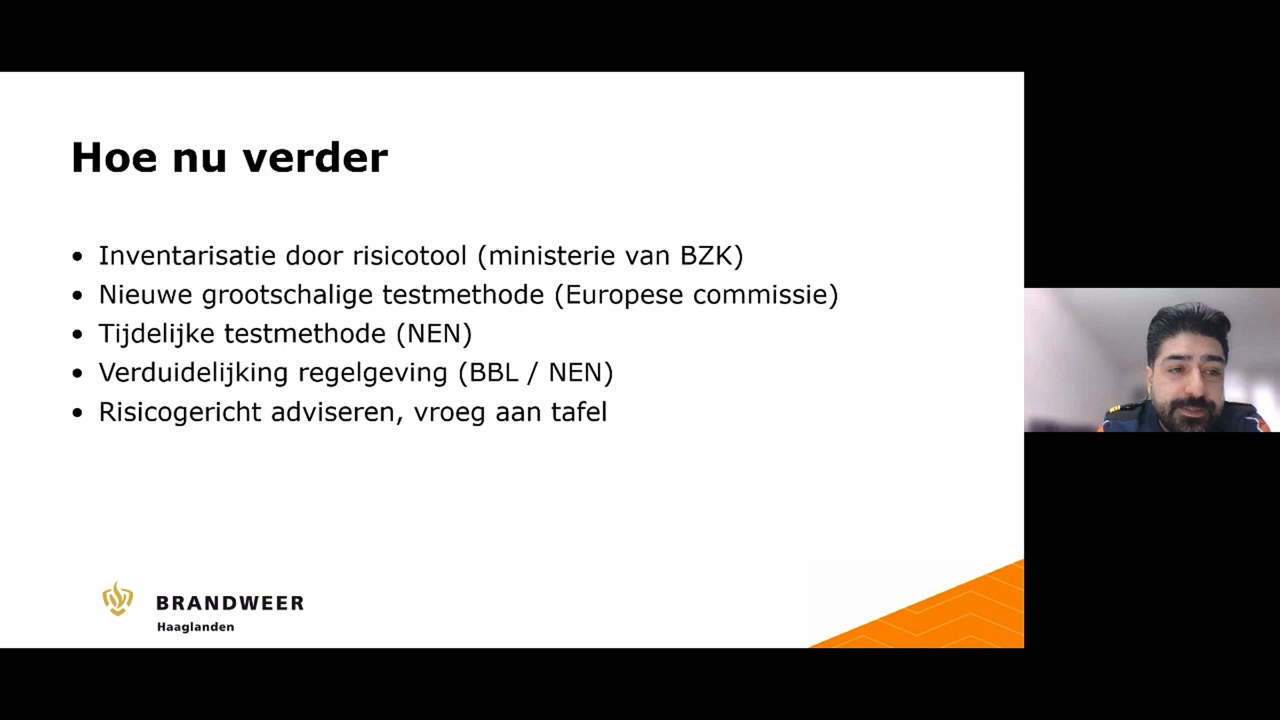 Hoe nu verder
• Inventarisatie door risicotool (ministerie van BZK)
• Nieuwe grootschalige testmethode (Europese commissie)
• Tijdelijke testmethode (NEN)
• Verduidelijking regelgeving (BBL / NEN)
• Risicogericht adviseren, vroeg aan tafel
BRANDWEER
Haaglanden